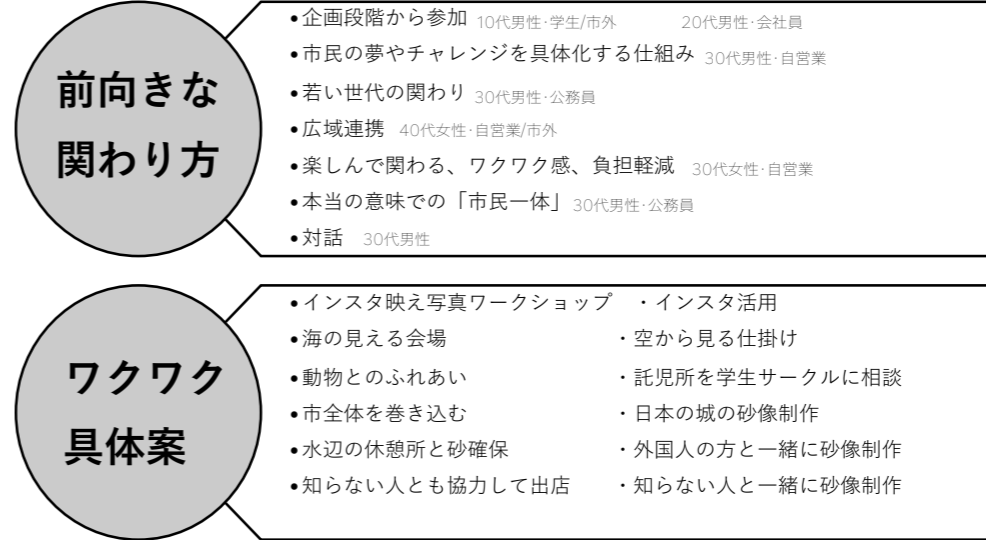 前向きな
関わり方
•企画段階から参加 10代男性·学生/市外 20代男性·会社員
•市民の夢やチャレンジを具体化する仕組み 30代男性·自営業
•若い世代の関わり 30代男性·公務員
•広域連携 40代女性·自営業/市外
•楽しんで関わる、ワクワク感、負担軽減 30代女性·自営業
•本当の意味での「市民一体」 30代男性·公務員
•対話 30代男性
ワクワク
具体案
•インスタ映え写真ワークショップ ・インスタ活用
•海の見える会場 ・空から見る仕掛け
•動物とのふれあい ・託児所を学生サークルに相談
•市全体を巻き込む ・日本の城の砂像制作
•水辺の休憩所と砂確保 ・外国人の方と一緒に砂像制作
•知らない人とも協力して出店 ・知らない人と一緒に砂像制作